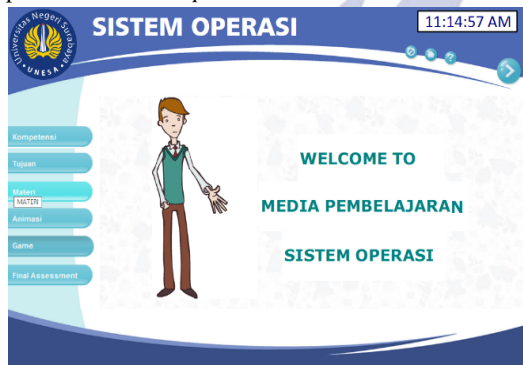 Universitas Negeri Surabaya
UNESA
SISTEM OPERASI
11:14:57 AM
Kompetensi
Tujuan
Materi
MATERI
Animasi
Game
Final Assessment
WELCOME TO
MEDIA PEMBELAJARAN
SISTEM OPERASI